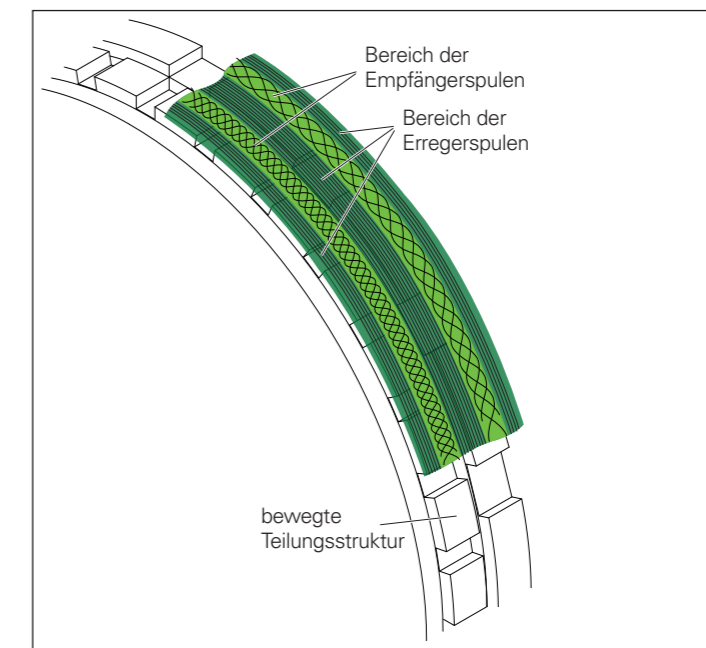 Bereich der
Empfängerspulen
Bereich der
Erregerspulen
bewegte
Teilungsstruktur